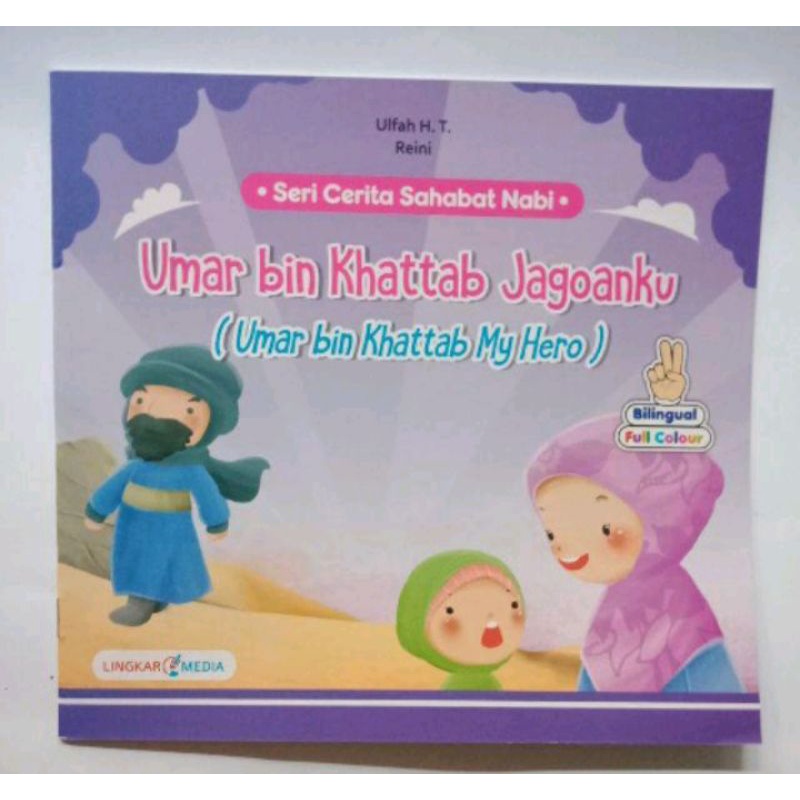 Ulfah H. T.
Reini
• Seri Cerita Sahabat Nabi •
Umar bin Khattab Jagoanku
(Umar bin Khattab My Hero)
Bilingual
Full Colour
LINGKAR MEDIA